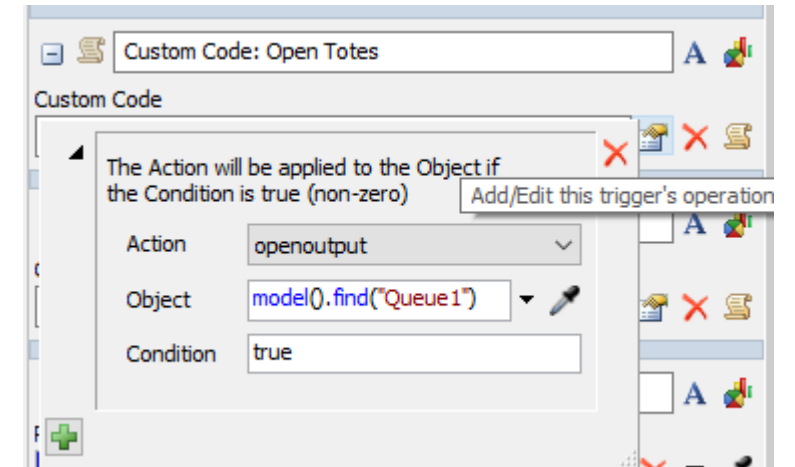 Custom Code: Open Totes
A
Custom Code
The Action will be applied to the Object if
the Condition is true (non-zero)
Add/Edit this trigger's operation
A
Action
openoutput
Object
model().find("Queue1")
Condition
true
A